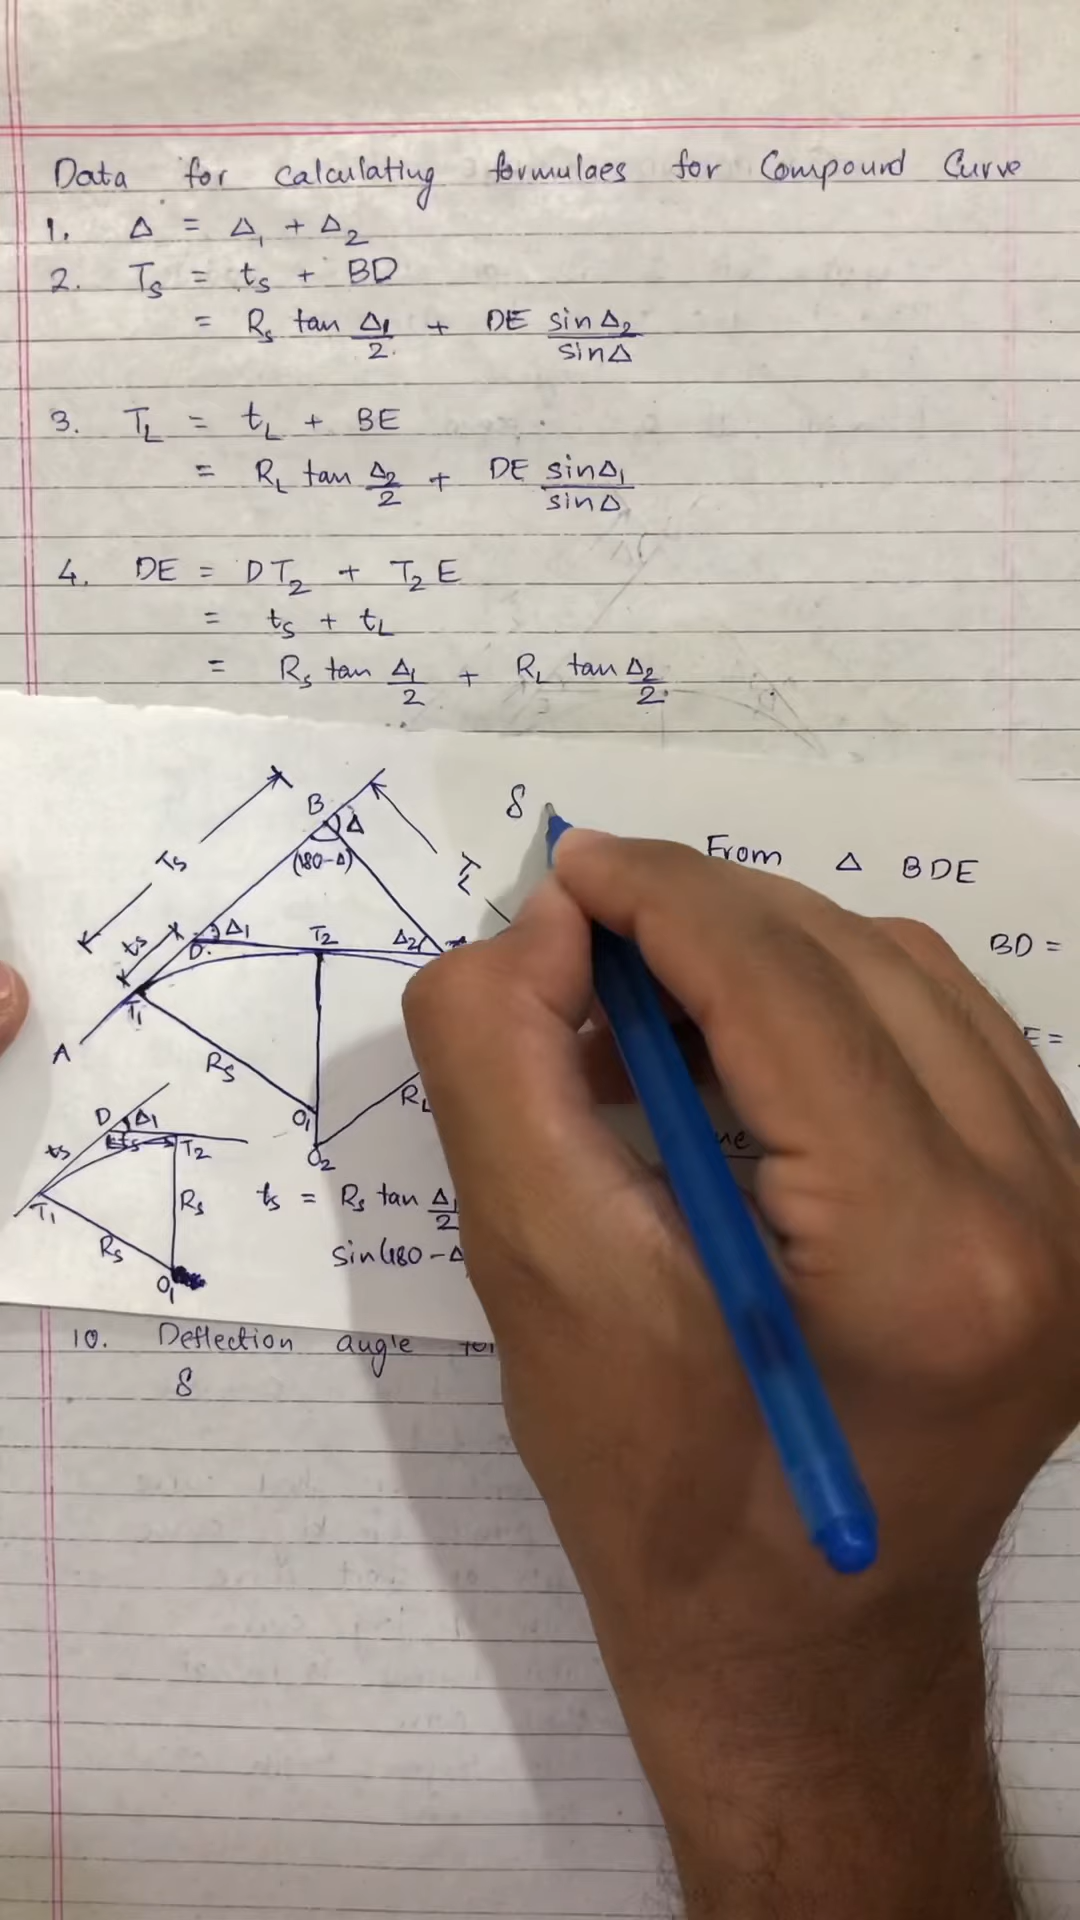 Data for calculating formulaes for Compound Curve
1. Δ = Δ₁ + Δ₂
2. Ts = ts + BD
= Rs tan Δ₁/2 + DE sinΔ₂/sinΔ
3. TL = tL + BE
= RL tan Δ₂/2 + DE sinΔ₁/sinΔ
4. DE = DT₂ + T₂E
= ts + tL
= Rs tan Δ₁/2 + RL tan Δ₂/2
B Δ
(180-Δ)
Ts
TL
δ
From Δ BDE
ts
D Δ₁ T₂ Δ₂
BD =
T₁
A
Rs
E =
RL
O₁
O₂
D Δ₁
ts ts T₂
T₁ Rs
Rs
O₁
ts = Rs tan Δ₁/2
sin(180-Δ
10. Deflection angle
δ